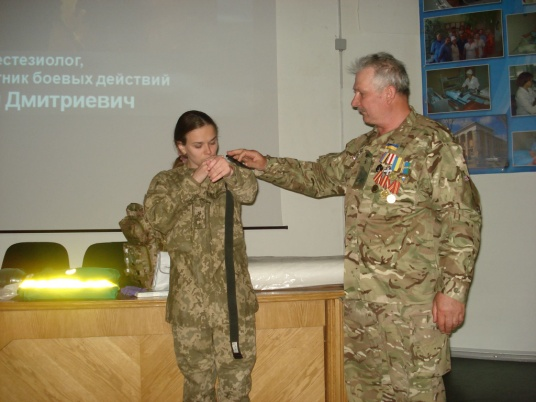 естезиолог,
тник боевых действий
Дмитриевич